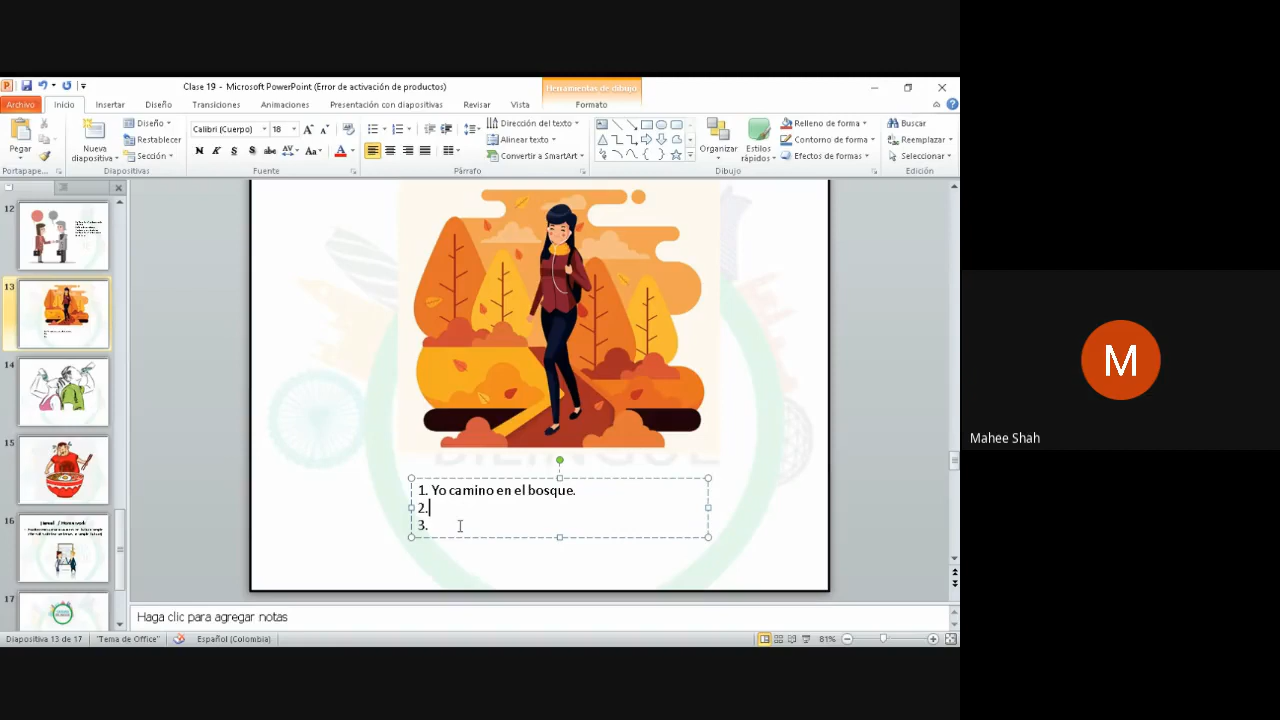 Clase 19 - Microsoft PowerPoint (Error de activación de productos)
Herramientas de dibujo
Archivo Inicio Insertar Diseño Transiciones Animaciones Presentación con diapositivas Revisar Vista Formato
Pegar
Nueva diapositiva
Diseño
Restablecer
Sección
Calibri (Cuerpo) 18
N K S S abc AV Aa A
Dirección del texto
Alinear texto
Convertir a SmartArt
Organizar
Estilos rápidos
Relleno de forma
Contorno de forma
Efectos de formas
Buscar
Reemplazar
Seleccionar
Portapape... Diapositivas Fuente Párrafo Dibujo Edición
12
13
14
15
16
17
BILINGUE
1. Yo camino en el bosque.
2.
3.
Haga clic para agregar notas
Diapositiva 13 de 17 "Tema de Office" Español (Colombia) 81%
M
Mahee Shah